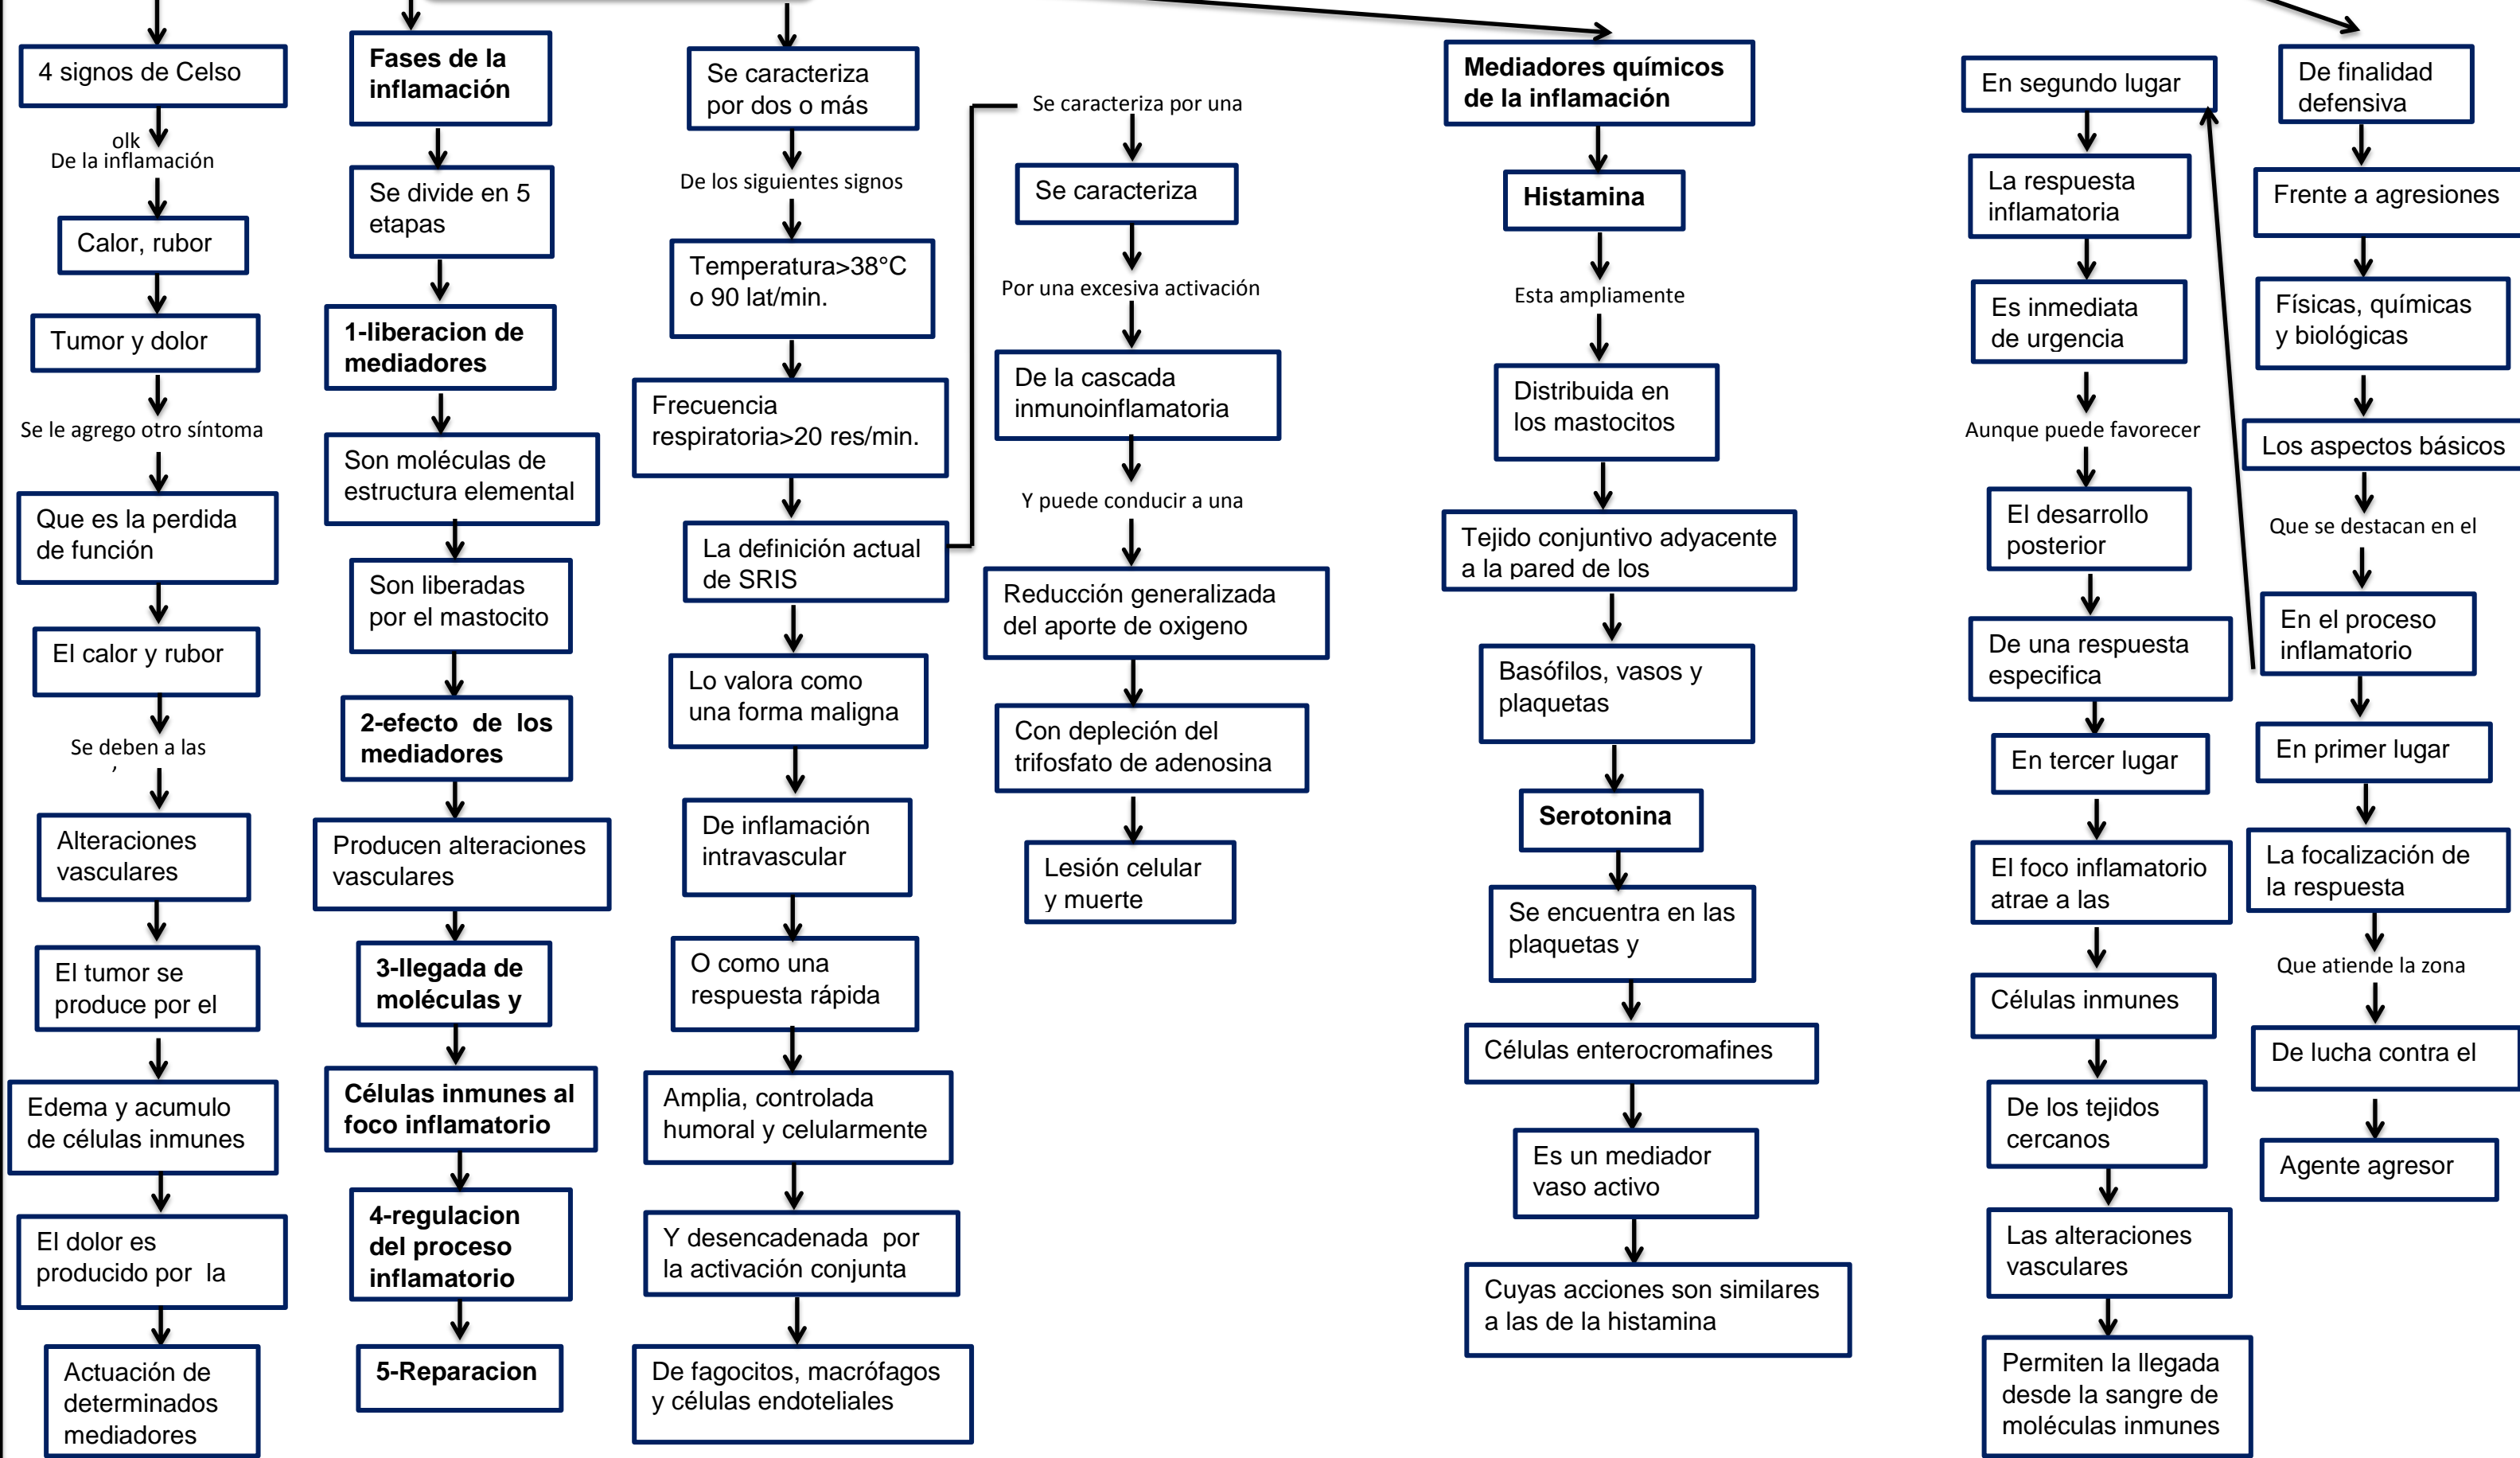 4 signos de Celso
olk
De la inflamación
Calor, rubor
Tumor y dolor
Se le agrego otro síntoma
Que es la perdida
de función
El calor y rubor
Se deben a las
,
Alteraciones
vasculares
El tumor se
produce por el
Edema y acumulo
de células inmunes
El dolor es
producido por la
Actuación de
determinados
mediadores
Fases de la
inflamación
Se divide en 5
etapas
1-liberacion de
mediadores
Son moléculas de
estructura elemental
Son liberadas
por el mastocito
2-efecto de los
mediadores
Producen alteraciones
vasculares
3-llegada de
moléculas y
Células inmunes al
foco inflamatorio
4-regulacion
del proceso
inflamatorio
5-Reparacion
Se caracteriza
por dos o más
De los siguientes signos
Temperatura>38°C
o 90 lat/min.
Frecuencia
respiratoria>20 res/min.
La definición actual
de SRIS
Lo valora como
una forma maligna
De inflamación
intravascular
O como una
respuesta rápida
Amplia, controlada
humoral y celularmente
Y desencadenada por
la activación conjunta
De fagocitos, macrófagos
y células endoteliales
Se caracteriza por una
Se caracteriza
Por una excesiva activación
De la cascada
inmunoinflamatoria
Y puede conducir a una
Reducción generalizada
del aporte de oxigeno
Con depleción del
trifosfato de adenosina
Lesión celular
y muerte
Mediadores químicos
de la inflamación
Histamina
Esta ampliamente
Distribuida en
los mastocitos
Tejido conjuntivo adyacente
a la pared de los
Basófilos, vasos y
plaquetas
Serotonina
Se encuentra en las
plaquetas y
Células enterocromafines
Es un mediador
vaso activo
Cuyas acciones son similares
a las de la histamina
En segundo lugar
La respuesta
inflamatoria
Es inmediata
de urgencia
Aunque puede favorecer
El desarrollo
posterior
De una respuesta
especifica
En tercer lugar
El foco inflamatorio
atrae a las
Células inmunes
De los tejidos
cercanos
Las alteraciones
vasculares
Permiten la llegada
desde la sangre de
moléculas inmunes
De finalidad
defensiva
Frente a agresiones
Físicas, químicas
y biológicas
Los aspectos básicos
Que se destacan en el
En el proceso
inflamatorio
En primer lugar
La focalización de
la respuesta
Que atiende la zona
De lucha contra el
Agente agresor